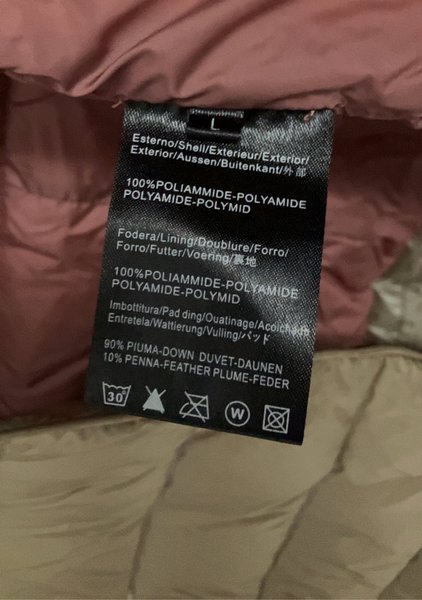 L
Esterno/Shell/Exterieur/Exterior/
Exterior/Aussen/Buitenkant/外部
100%POLIAMMIDE-POLYAMIDE
POLYAMIDE-POLYMID
Fodera/Lining/Doublure/Forro/
Forro/Futter/Voering/裏地
100%POLIAMMIDE-POLYAMIDE
POLYAMIDE-POLYMID
Imbottitura/Pad ding/Ouatinage/Acolchado
Entretela/Wattierung/Vulling/パッド
90% PIUMA-DOWN DUVET-DAUNEN
10% PENNA-FEATHER PLUME-FEDER
30° W